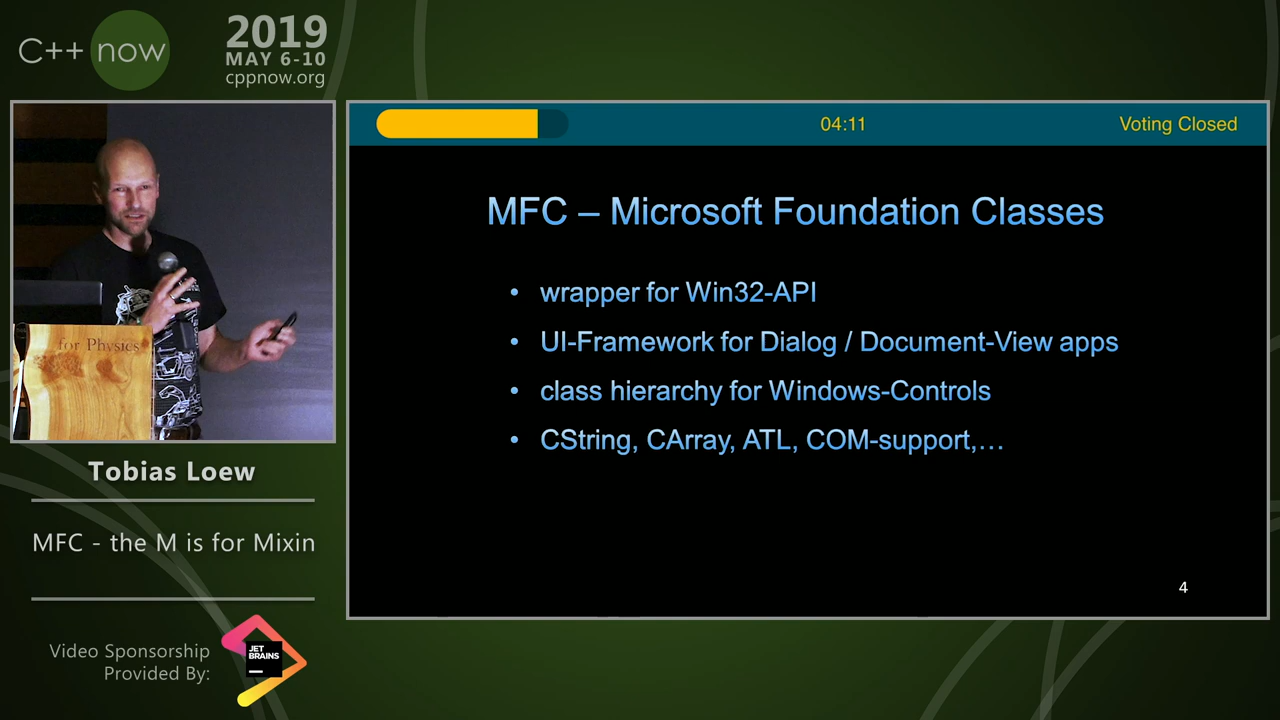 C++ now
2019
MAY 6-10
cppnow.org
for Physics
Tobias Loew
MFC - the M is for Mixin
Video Sponsorship
Provided By:
JET
BRAINS
04:11
Voting Closed
MFC – Microsoft Foundation Classes
• wrapper for Win32-API
• UI-Framework for Dialog / Document-View apps
• class hierarchy for Windows-Controls
• CString, CArray, ATL, COM-support,…
4